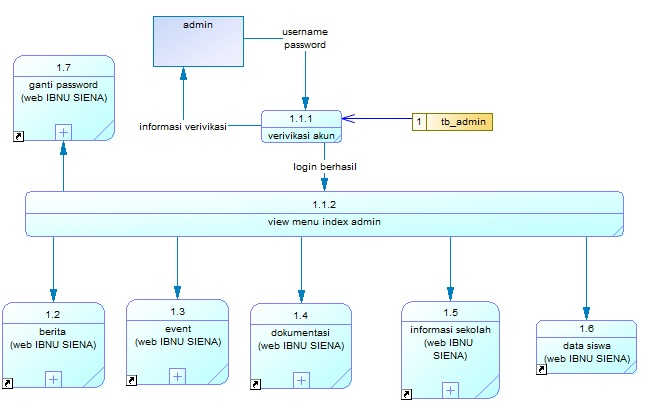 admin
username
password
1.7
ganti password
(web IBNU SIENA)
informasi verivikasi
1.1.1
verivikasi akun
1 tb_admin
login berhasil
1.1.2
view menu index admin
1.2
berita
(web IBNU SIENA)
1.3
event
(web IBNU SIENA)
1.4
dokumentasi
(web IBNU SIENA)
1.5
informasi sekolah
(web IBNU
SIENA)
1.6
data siswa
(web IBNU SIENA)